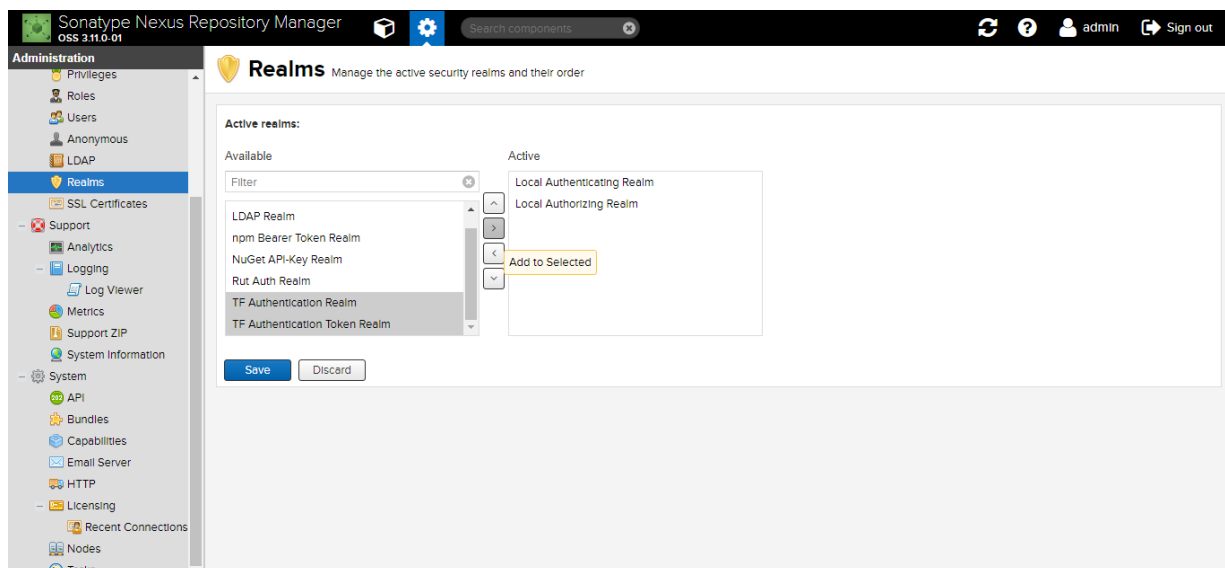 Sonatype Nexus Repository Manager
OSS 3.11.0-01
Search components
admin
Sign out
Administration
Privileges
Roles
Users
Anonymous
LDAP
Realms
SSL Certificates
Support
Analytics
Logging
Log Viewer
Metrics
Support ZIP
System Information
System
API
Bundles
Capabilities
Email Server
HTTP
Licensing
Recent Connections
Nodes
Tasks
Realms Manage the active security realms and their order
Active realms:
Available
Active
Filter
LDAP Realm
npm Bearer Token Realm
NuGet API-Key Realm
Rut Auth Realm
TF Authentication Realm
TF Authentication Token Realm
Local Authenticating Realm
Local Authorizing Realm
Add to Selected
Save
Discard